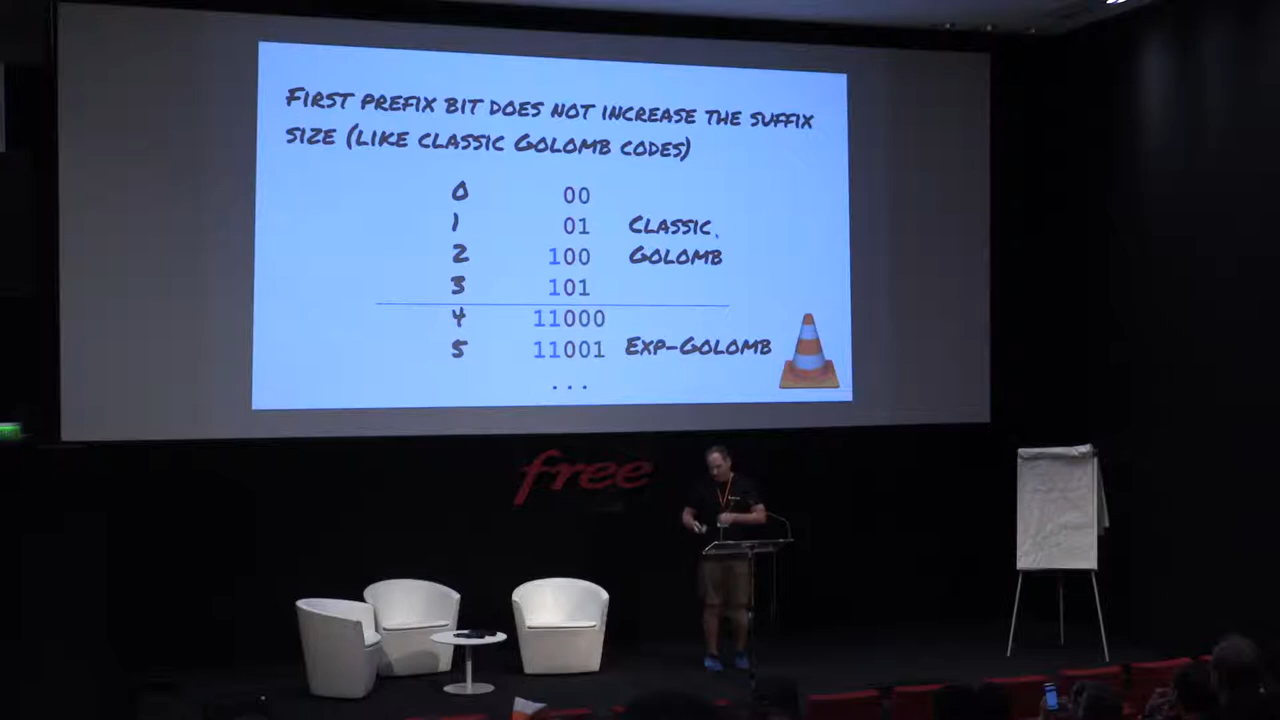 FIRST PREFIX BIT DOES NOT INCREASE THE SUFFIX
SIZE (LIKE CLASSIC GOLOMB CODES)
0 00
1 01 CLASSIC
2 100 GOLOMB
3 101
4 11000
5 11001 EXP-GOLOMB
...
free